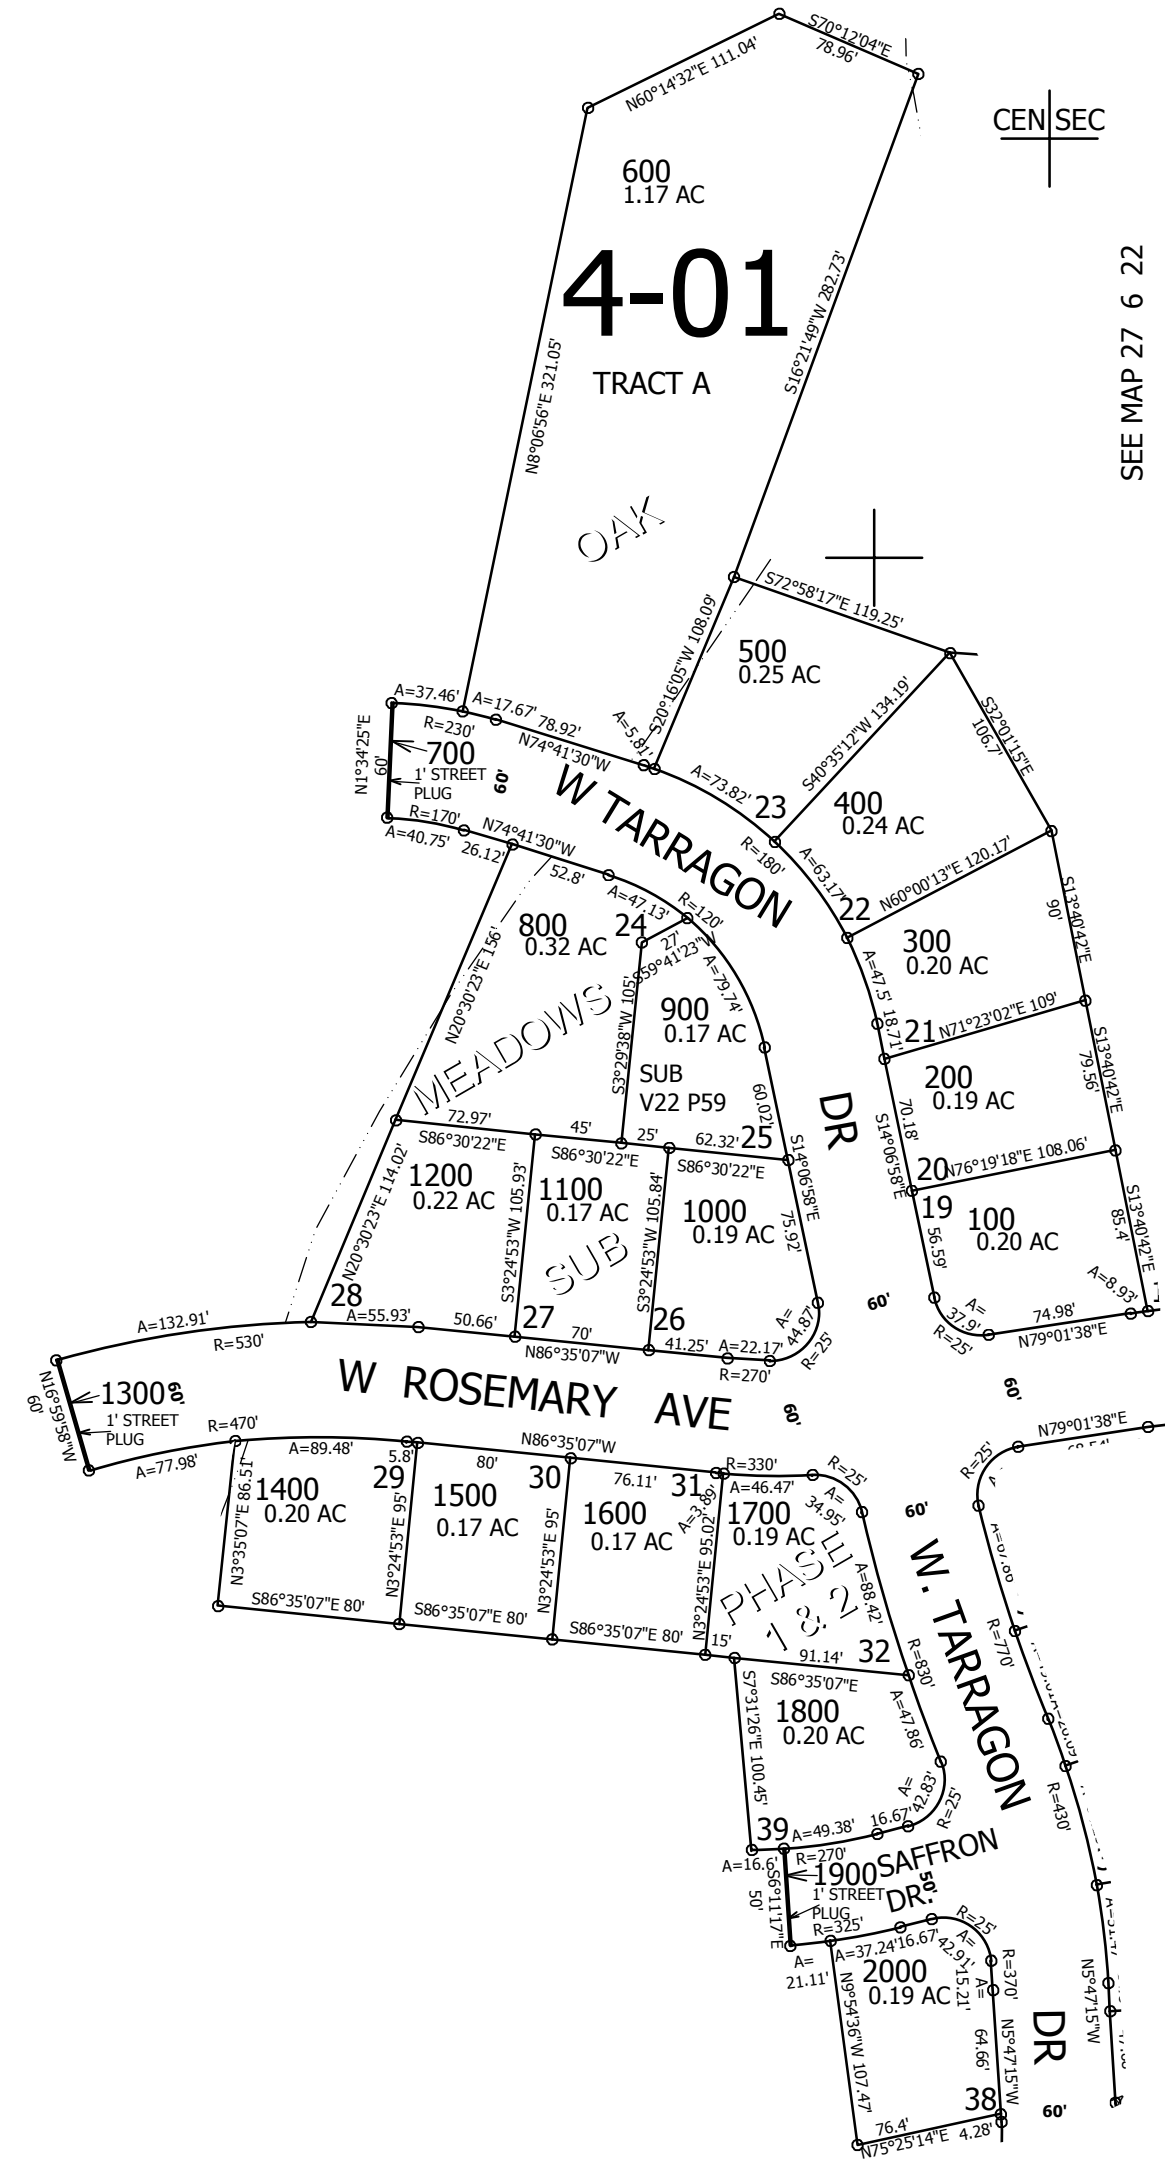 S70°12'04"E
78.96'
N60°14'32"E 111.04'
CEN SEC
600
1.17 AC
4-01
TRACT A
SEE MAP 27 6 22
S16°21'49"W 282.73'
N8°06'56"E 321.05'
OAK
S72°58'17"E 119.25'
500
0.25 AC
S20°16'05"W 108.09'
S40°35'12"W 134.19'
S32°01'15"E
106.7'
A=37.46'
A=17.67'
78.92'
N74°41'30"W
A=5.81'
A=73.82'
R=230'
700
1' STREET
PLUG
N1°34'25"E
60'
60'
R=170'
A=40.75'
N74°41'30"W
26.12'
52.8'
W TARRAGON
23
R=180'
400
0.24 AC
A=63.17'
N60°00'13"E 120.17'
22
S13°40'42"E
90'
A=47.13'
R=120'
24
27'
S59°41'23"W
800
0.32 AC
N20°30'23"E 156'
S3°29'38"W 105'
A=79.74'
900
0.17 AC
300
0.20 AC
A=47.5'
18.71'
21
N71°23'02"E 109'
MEADOWS
SUB
V22 P59
60.02'
DR
200
0.19 AC
S13°40'42"E
79.56'
70.18'
S14°06'58"E
72.97'
S86°30'22"E
45'
S86°30'22"E
25'
62.32'
S86°30'22"E
25
S14°06'58"E
75.92'
20
N76°19'18"E 108.06'
19
N20°30'23"E 114.02'
1200
0.22 AC
S3°24'53"W 105.93'
1100
0.17 AC
SUB
S3°24'53"W 105.84'
1000
0.19 AC
100
0.20 AC
56.59'
S13°40'42"E
85.4'
A=8.93'
28
A=55.93'
50.66'
27
70'
N86°35'07"W
26
41.25'
A=22.17'
R=270'
A=
44.87'
R=25'
60'
A=
37.9'
R=25'
74.98'
N79°01'38"E
A=132.91'
R=530'
N16°59'58"W
60'
1300
60'
1' STREET
PLUG
W ROSEMARY AVE
60'
60'
N79°01'38"E
R=470'
A=77.98'
A=89.48'
5.8'
N86°35'07"W
80'
76.11'
R=330'
A=46.47'
R=25'
A=
34.95'
R=25'
N3°35'07"E 86.51'
1400
0.20 AC
29
N3°24'53"E 95'
1500
0.17 AC
30
N3°24'53"E 95'
1600
0.17 AC
31
A=3.89'
N3°24'53"E 95.02'
1700
0.19 AC
60'
PHASE
1 & 2
A=88.42'
W. TARRAGON
S86°35'07"E 80'
S86°35'07"E 80'
S86°35'07"E 80'
15'
91.14'
S86°35'07"E
32
R=830'
R=770'
S7°31'26"E 100.45'
1800
0.20 AC
A=47.86'
R=430'
39
A=49.38'
16.67'
A=
42.83'
R=25'
A=16.6'
R=270'
SAFFRON
DR.
50'
1900
1' STREET
PLUG
S6°11'17"E
50'
R=325'
A=
21.11'
A=37.24'
16.67'
R=25'
A=
42.91'
2000
0.19 AC
N9°54'36"W 107.47'
R=370'
A=
15.21'
N5°47'15"W
64.66'
N5°47'15"W
DR
38
60'
76.4'
N75°25'14"E
4.28'